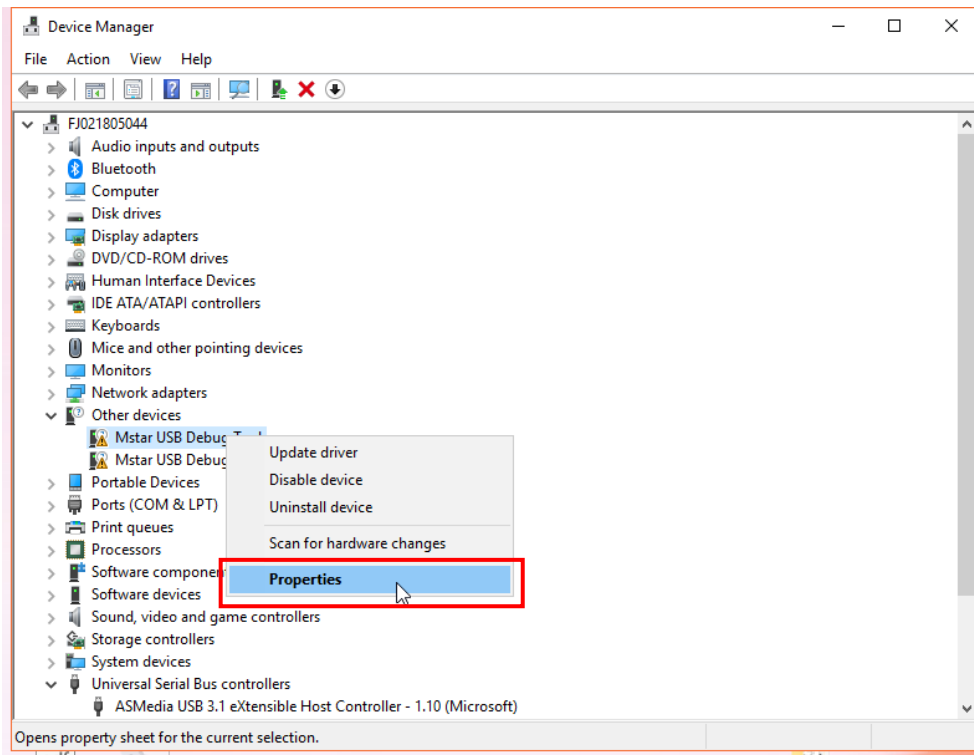 Device Manager
File Action View Help
FJ021805044
Audio inputs and outputs
Bluetooth
Computer
Disk drives
Display adapters
DVD/CD-ROM drives
Human Interface Devices
IDE ATA/ATAPI controllers
Keyboards
Mice and other pointing devices
Monitors
Network adapters
Other devices
Mstar USB Debug
Mstar USB Debug
Portable Devices
Ports (COM & LPT)
Print queues
Processors
Software
Software devices
Sound, video and game controllers
Storage controllers
System devices
Universal Serial Bus controllers
ASMedia USB 3.1 eXtensible Host Controller - 1.10 (Microsoft)
Update driver
Disable device
Uninstall device
Scan for hardware changes
Properties
Opens property sheet for the current selection.